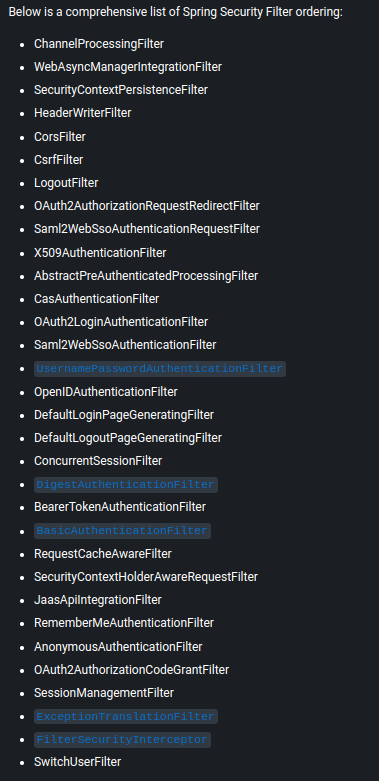 Below is a comprehensive list of Spring Security Filter ordering:
ChannelProcessingFilter
WebAsyncManagerIntegrationFilter
SecurityContextPersistenceFilter
HeaderWriterFilter
CorsFilter
CsrfFilter
LogoutFilter
OAuth2AuthorizationRequestRedirectFilter
Saml2WebSsoAuthenticationRequestFilter
X509AuthenticationFilter
AbstractPreAuthenticatedProcessingFilter
CasAuthenticationFilter
OAuth2LoginAuthenticationFilter
Saml2WebSsoAuthenticationFilter
UsernamePasswordAuthenticationFilter
OpenIDAuthenticationFilter
DefaultLoginPageGeneratingFilter
DefaultLogoutPageGeneratingFilter
ConcurrentSessionFilter
DigestAuthenticationFilter
BearerTokenAuthenticationFilter
BasicAuthenticationFilter
RequestCacheAwareFilter
SecurityContextHolderAwareRequestFilter
JaasApiIntegrationFilter
RememberMeAuthenticationFilter
AnonymousAuthenticationFilter
OAuth2AuthorizationCodeGrantFilter
SessionManagementFilter
ExceptionTranslationFilter
FilterSecurityInterceptor
SwitchUserFilter